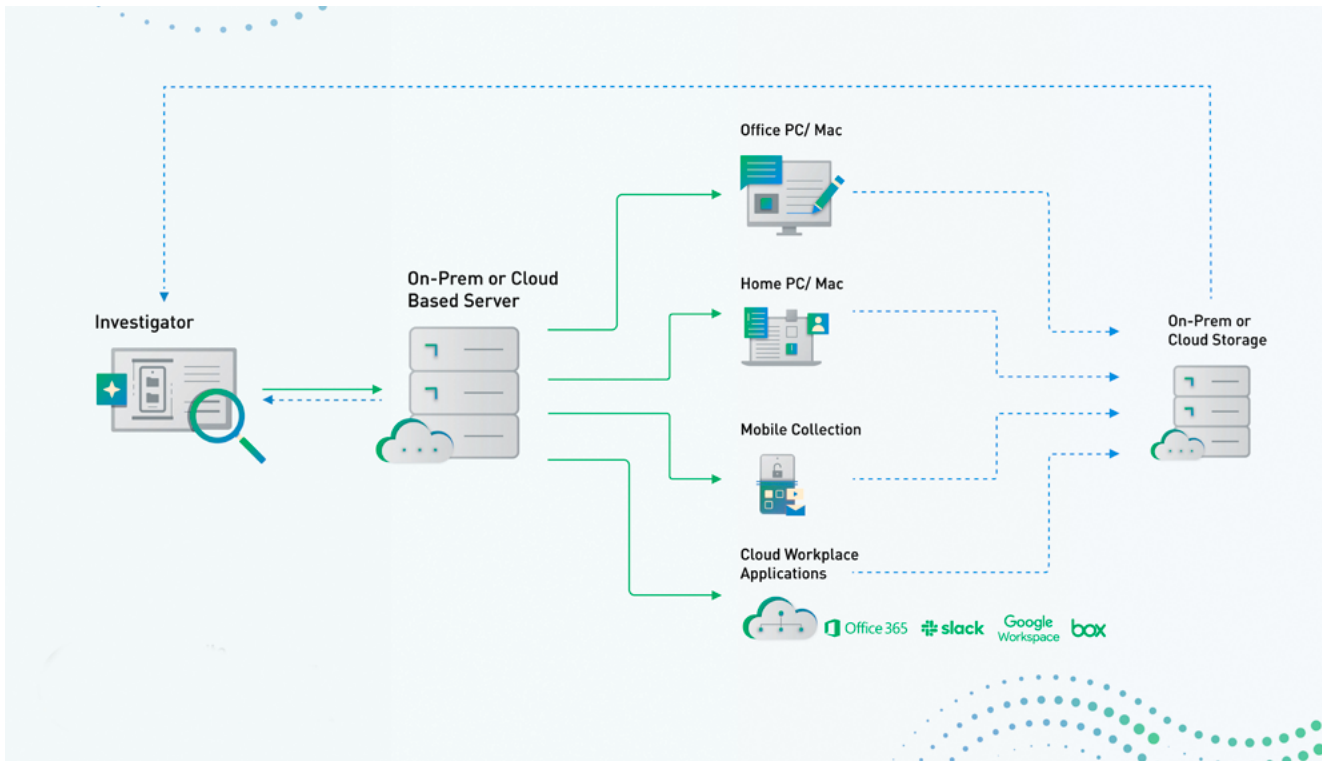 Office PC/ Mac
Home PC/ Mac
On-Prem or Cloud
Based Server
Investigator
On-Prem or
Cloud Storage
Mobile Collection
Cloud Workplace
Applications
Office 365
slack
Google
Workspace
box